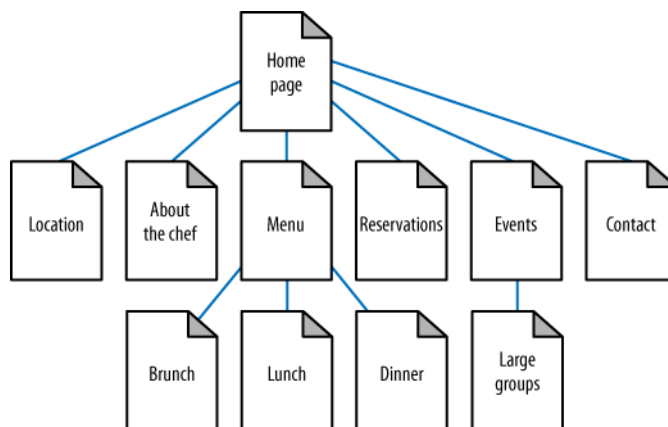 Home
page
Location
About
the chef
Menu
Reservations
Events
Contact
Brunch
Lunch
Dinner
Large
groups